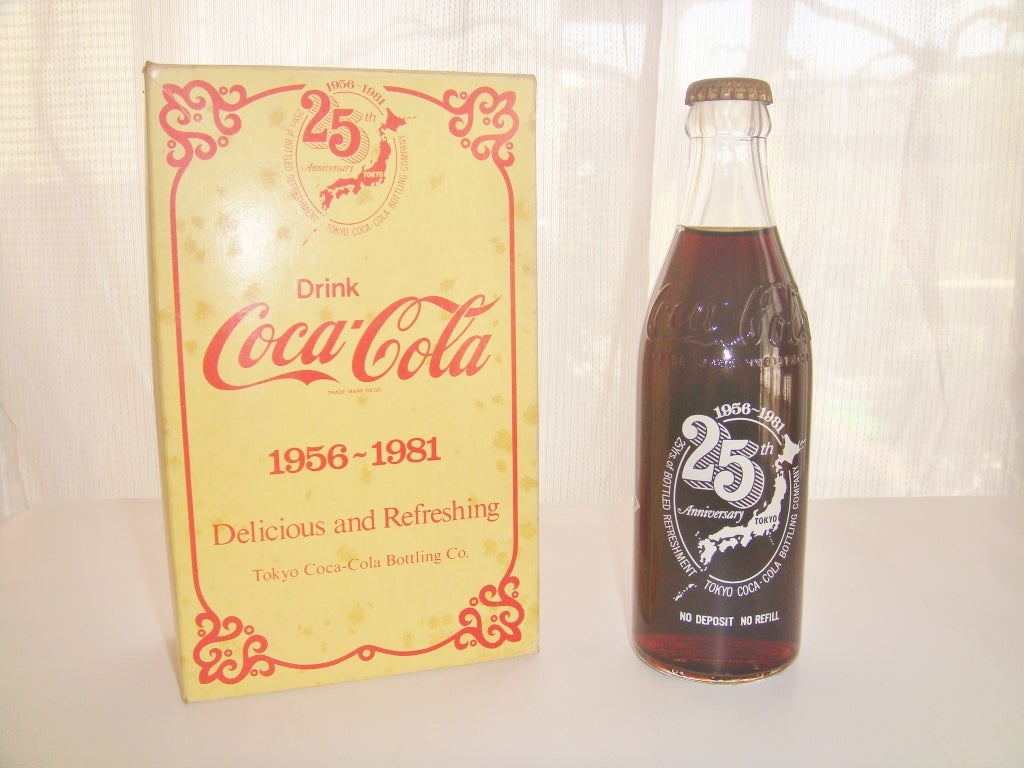 1956~1981
25th
Anniversary
TOKYO
25Yrs. of BOTTLED REFRESHMENT
TOKYO COCA-COLA BOTTLING COMPANY
Drink
Coca-Cola
TRADE MARK REGD
1956~1981
Delicious and Refreshing
Tokyo Coca-Cola Bottling Co.
Coca-Cola
1956~1981
25th
Anniversary
TOKYO
25Yrs. of BOTTLED REFRESHMENT
TOKYO COCA-COLA BOTTLING COMPANY
NO DEPOSIT NO REFILL